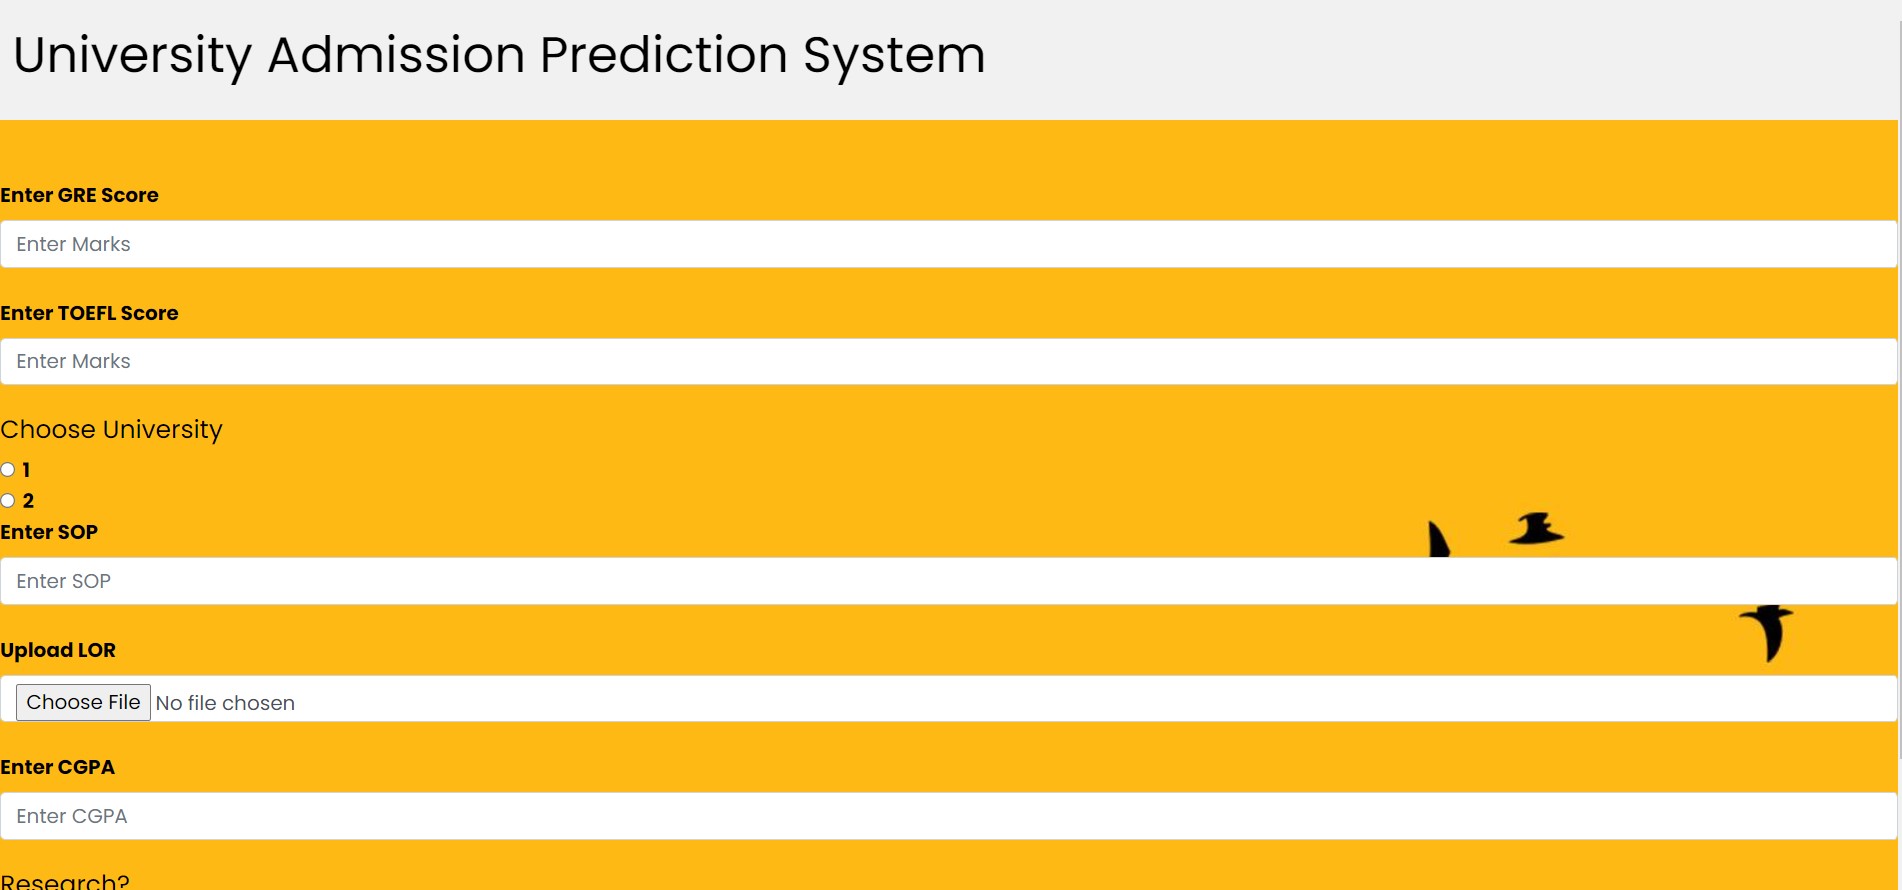 University Admission Prediction System
Enter GRE Score
Enter Marks
Enter TOEFL Score
Enter Marks
Choose University
1
2
Enter SOP
Enter SOP
Upload LOR
Choose File No file chosen
Enter CGPA
Enter CGPA
Research?